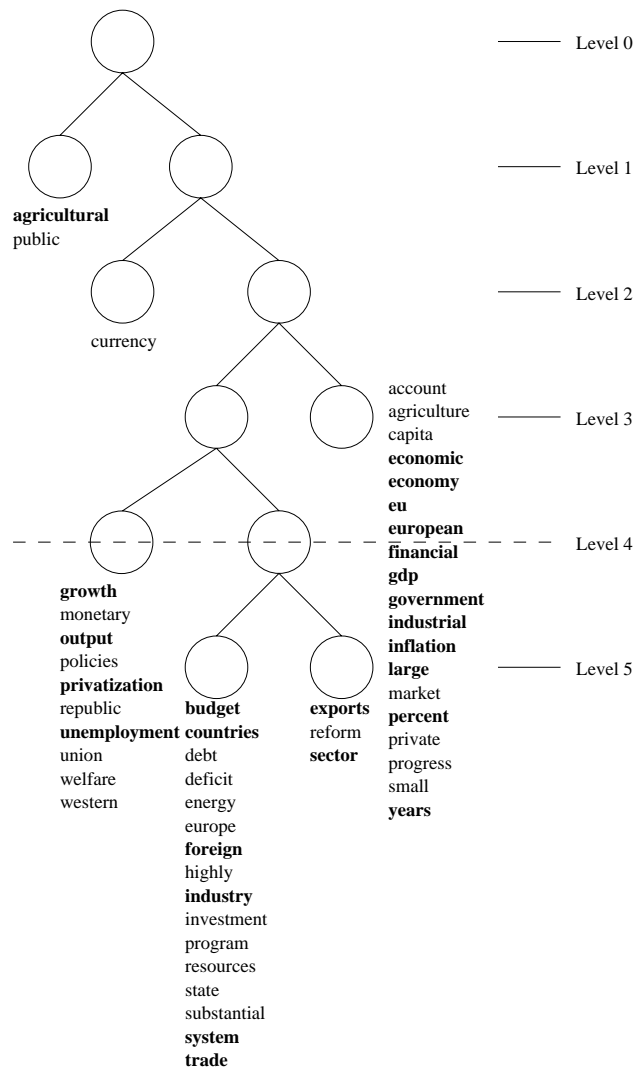 Level 0
Level 1
agricultural
public
Level 2
currency
Level 3
account
agriculture
capita
economic
economy
eu
european
financial
gdp
government
industrial
inflation
large
market
percent
private
progress
small
years
Level 4
growth
monetary
output
policies
privatization
republic
unemployment
union
welfare
western
Level 5
budget
countries
debt
deficit
energy
europe
foreign
highly
industry
investment
program
resources
state
substantial
system
trade
exports
reform
sector